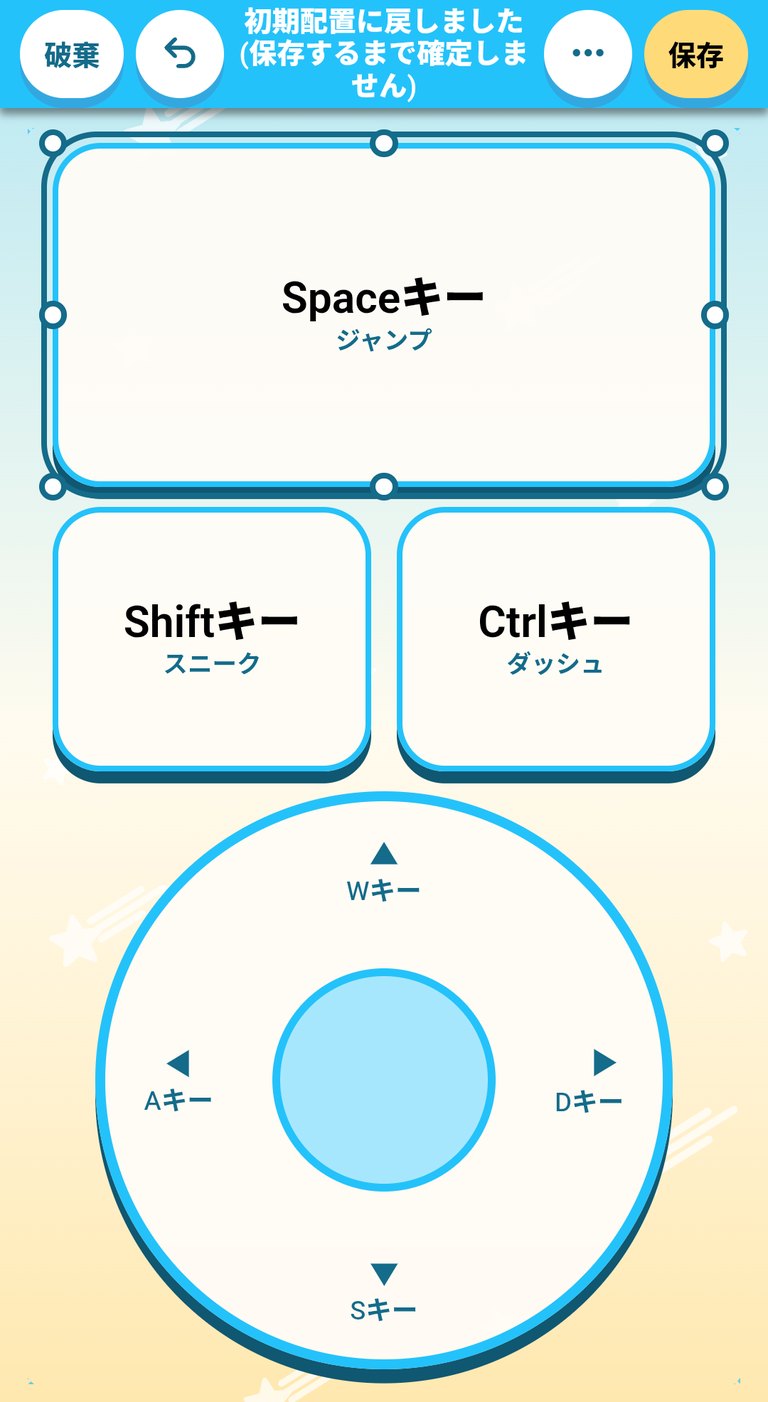 破棄
初期配置に戻しました
(保存するまで確定しま
せん)
保存
Spaceキー
ジャンプ
Shiftキー
スニーク
Ctrlキー
ダッシュ
Wキー
Aキー
Dキー
Sキー